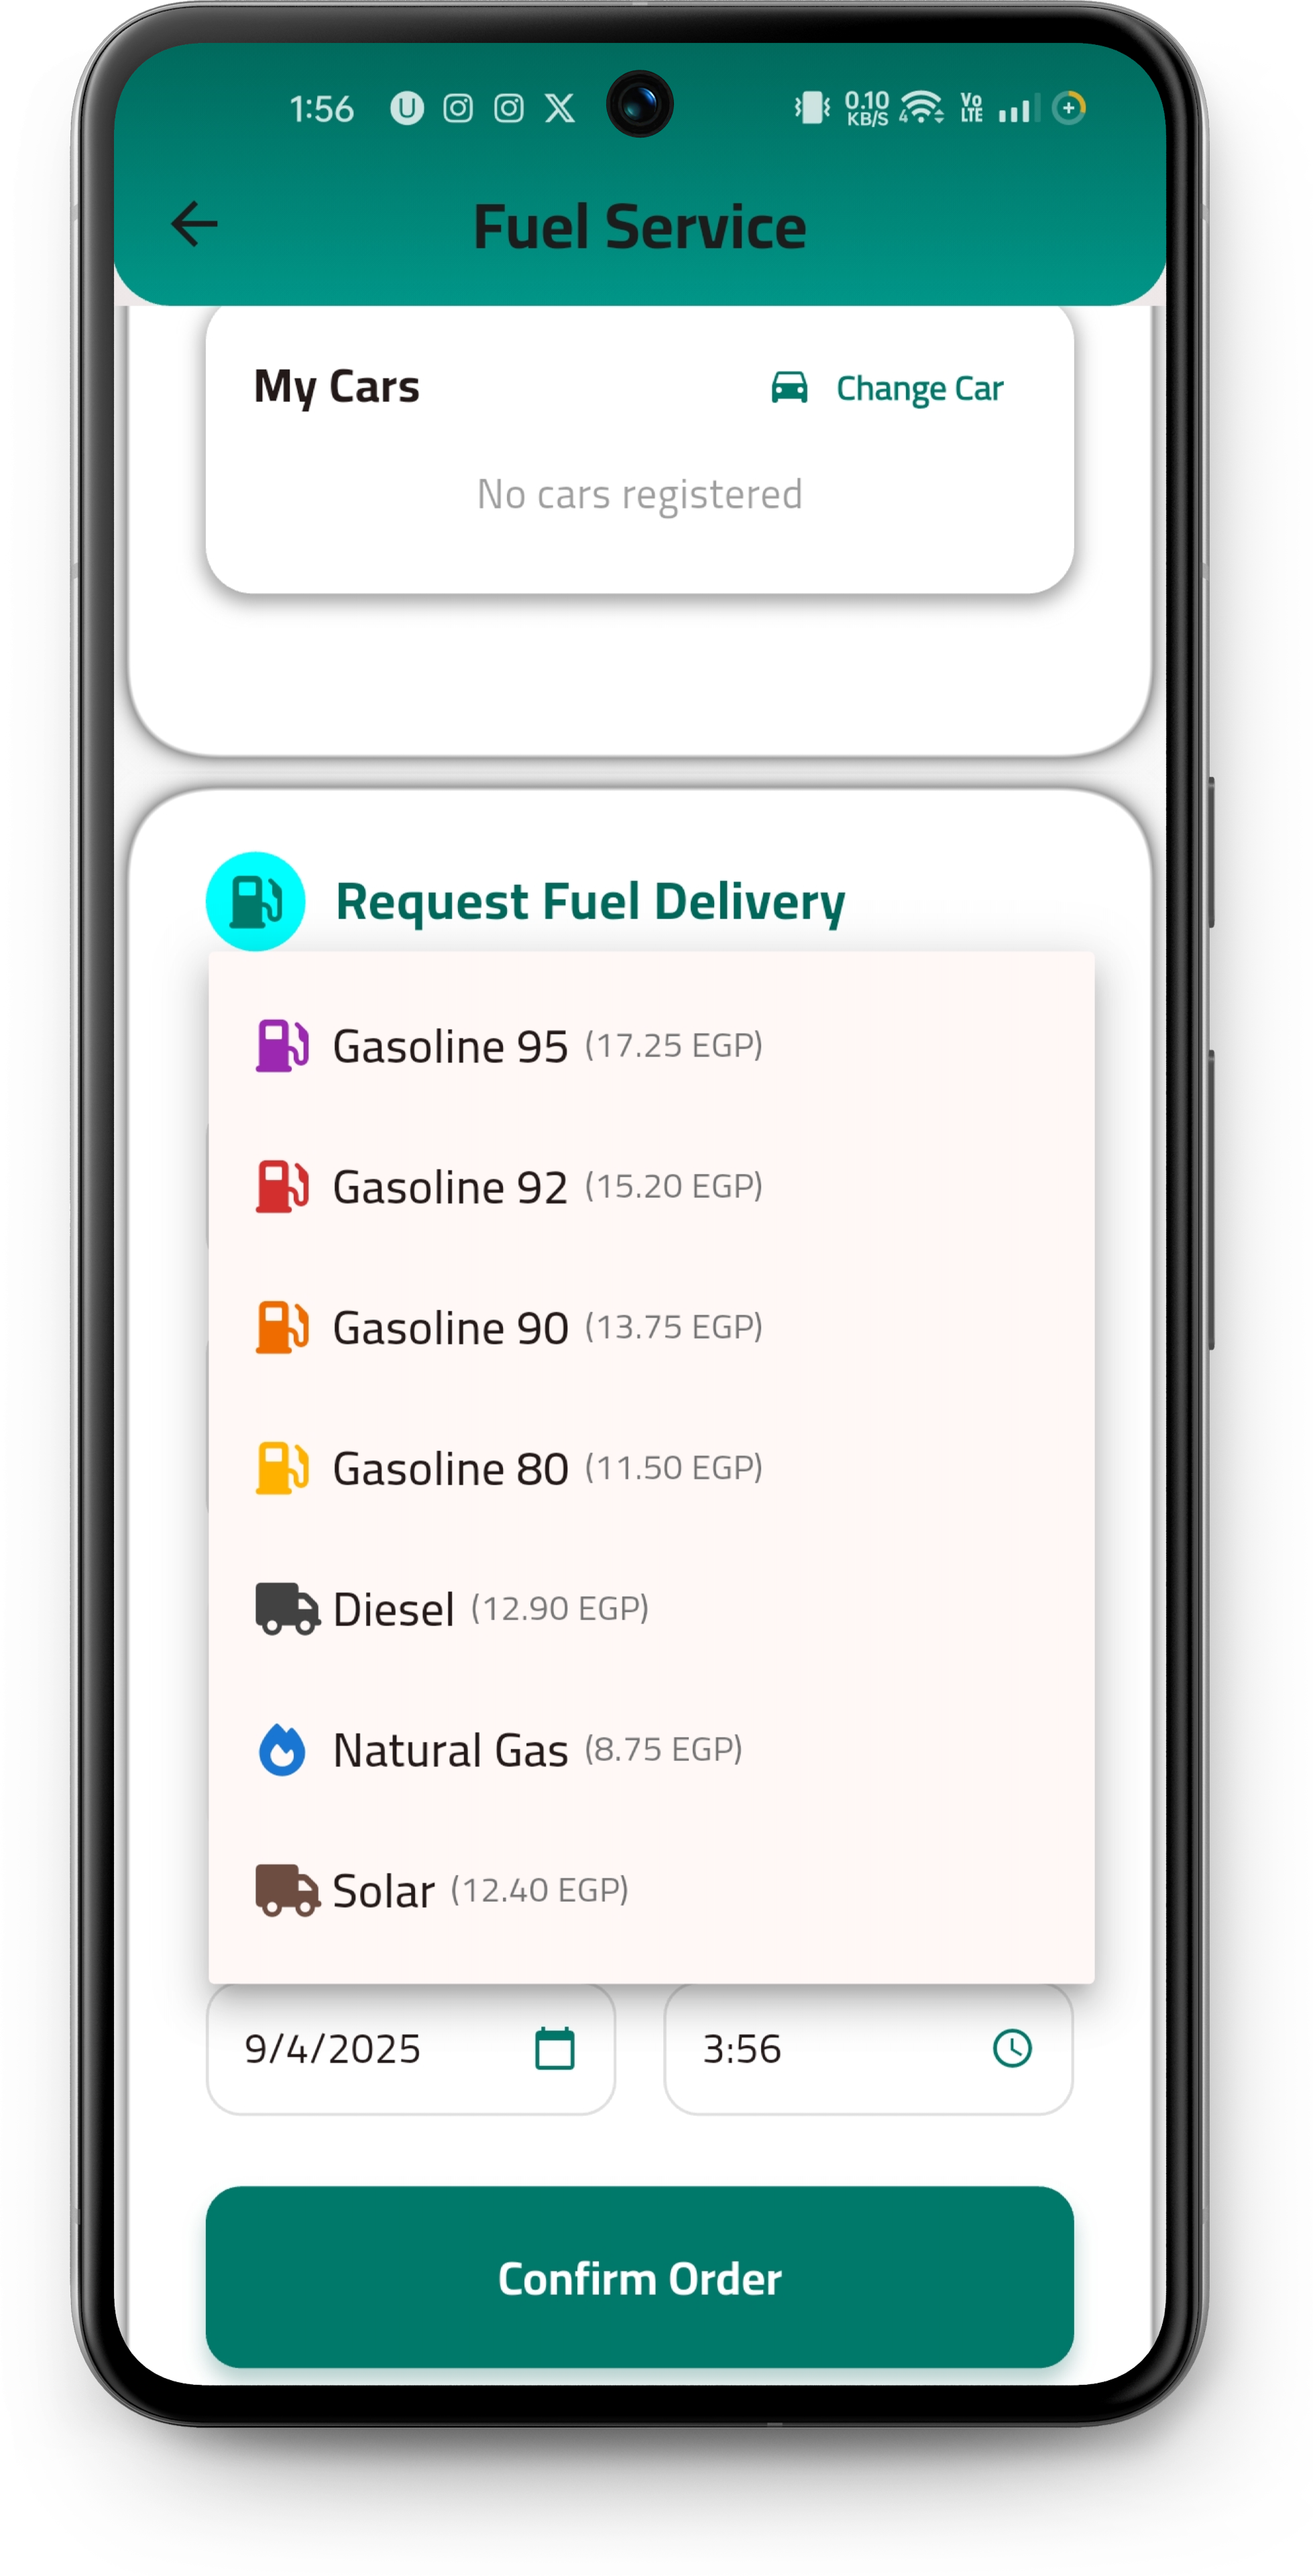 1:56 U 0.10 KB/S 4 Vo LTE
Fuel Service
My Cars Change Car
No cars registered
Request Fuel Delivery
Gasoline 95 (17.25 EGP)
Gasoline 92 (15.20 EGP)
Gasoline 90 (13.75 EGP)
Gasoline 80 (11.50 EGP)
Diesel (12.90 EGP)
Natural Gas (8.75 EGP)
Solar (12.40 EGP)
9/4/2025 3:56
Confirm Order